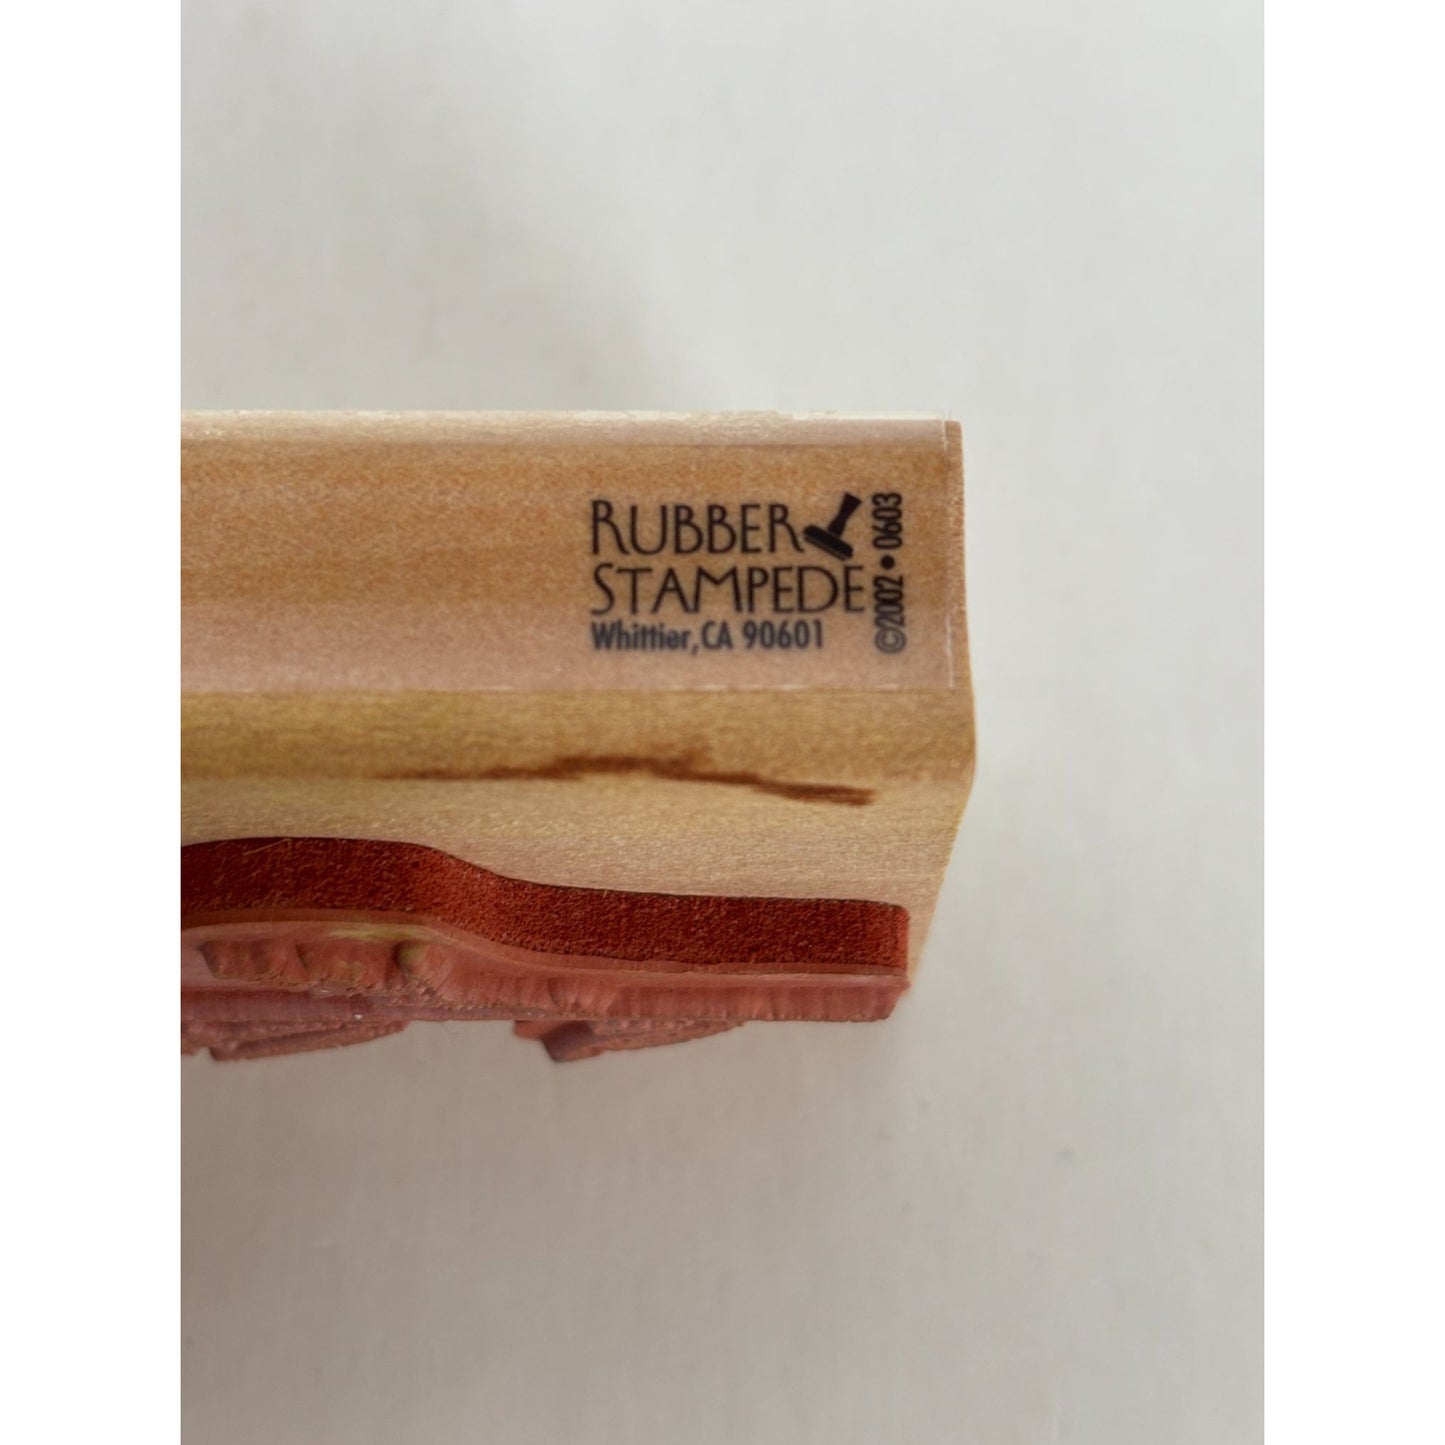 RUBBER
STAMPEDE
Whittier, CA 90601
©2002 • 0603